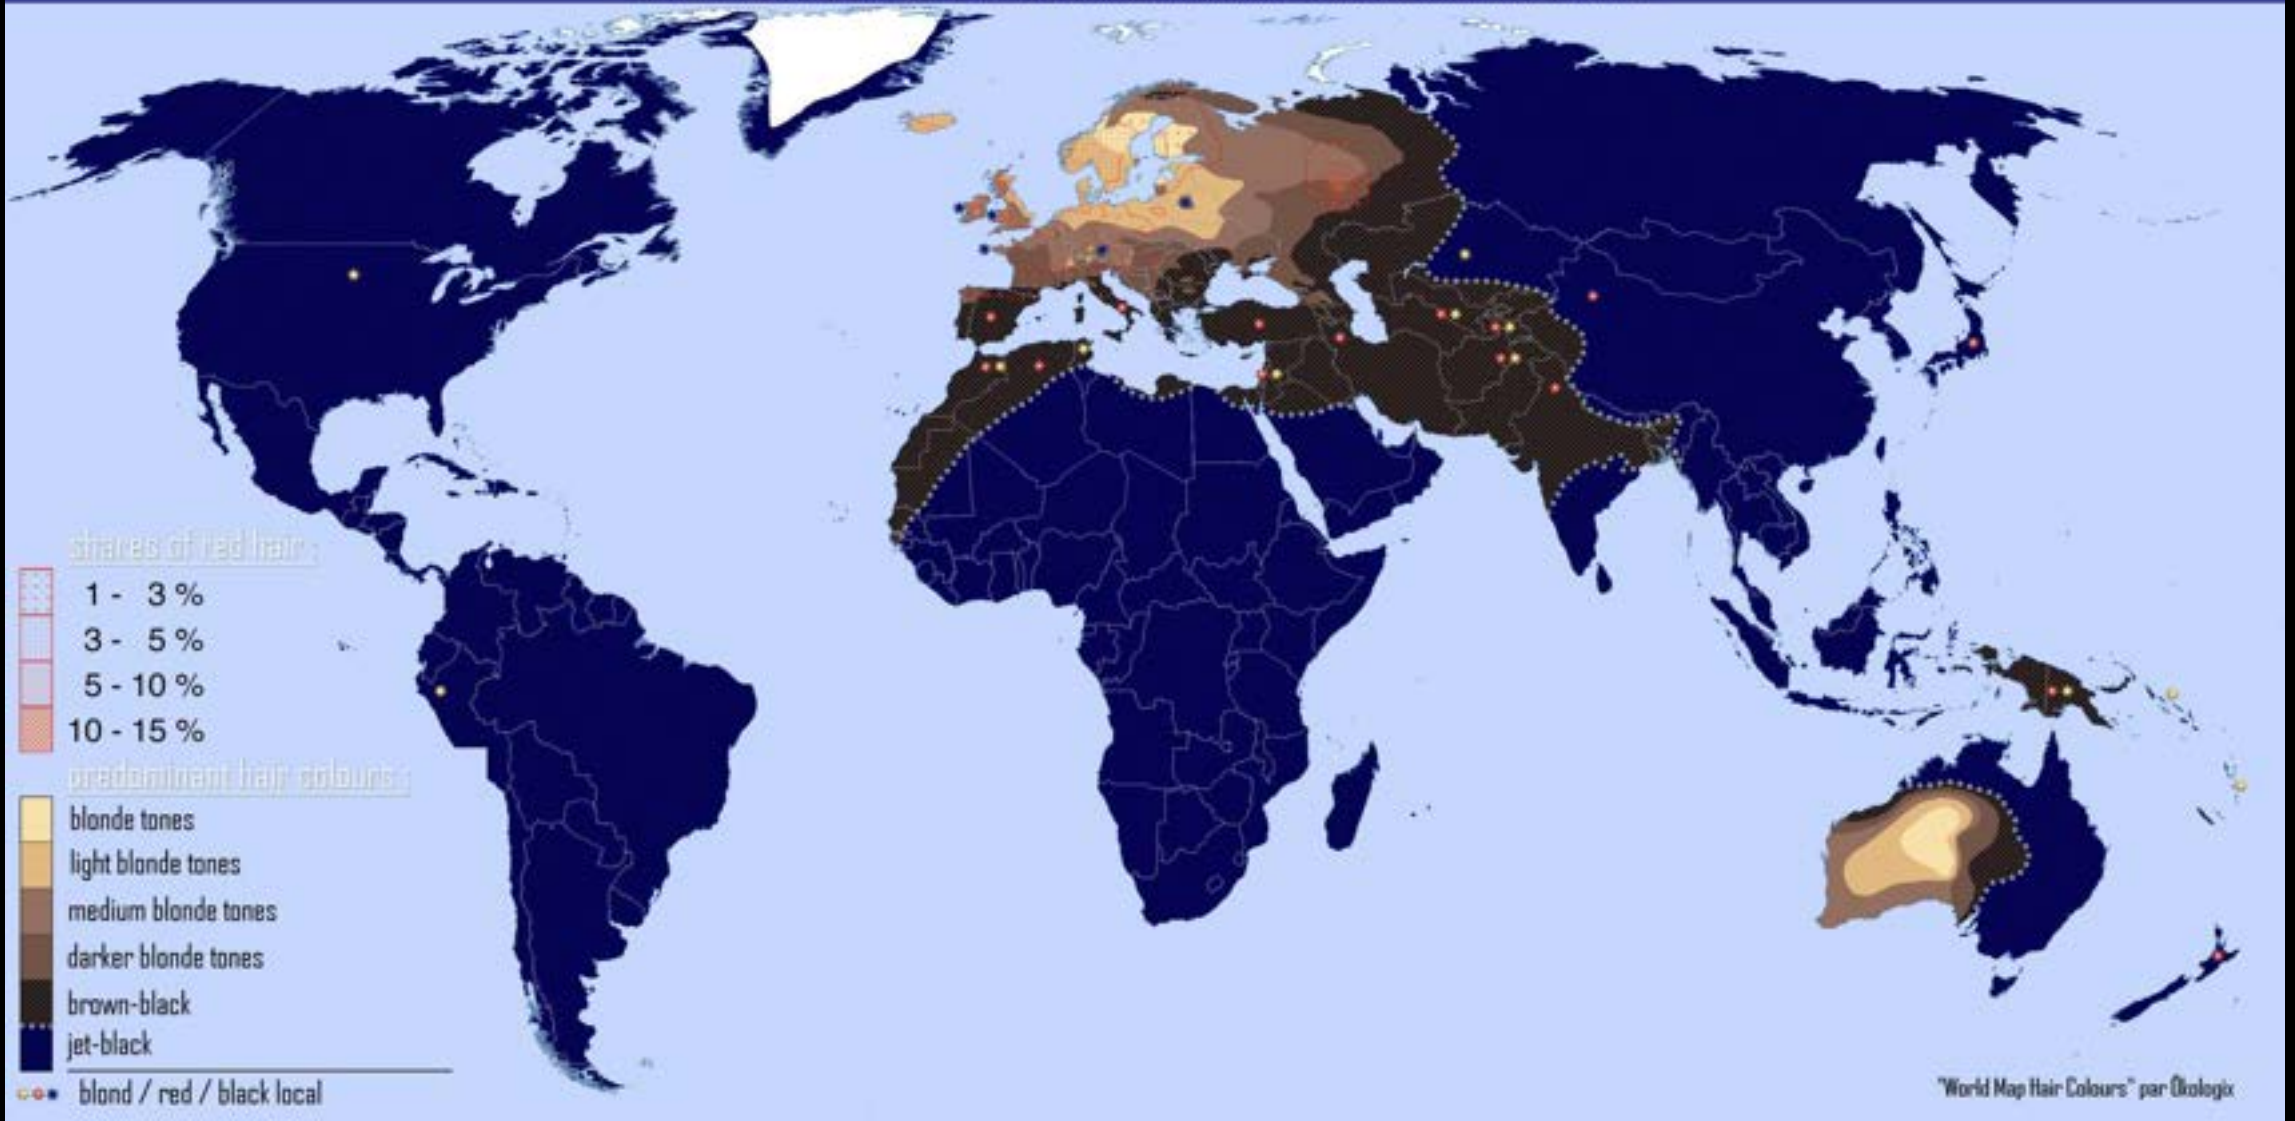 shares of red hair :
1 - 3 %
3 - 5 %
5 - 10 %
10 - 15 %
predominant hair colours :
blonde tones
light blonde tones
medium blonde tones
darker blonde tones
brown-black
jet-black
blond / red / black local
"World Map Hair Colours" par Ökologix